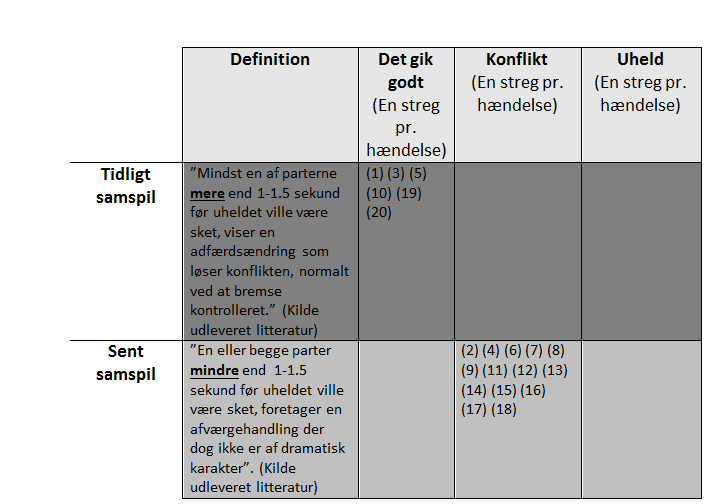 Definition
Det gik
godt
(En streg
pr.
hændelse)
Konflikt
(En streg pr.
hændelse)
Uheld
(En streg pr.
hændelse)
Tidligt
samspil
”Mindst en af parterne
mere end 1-1.5 sekund
før uheldet ville være
sket, viser en
adfærdsændring som
løser konflikten, normalt
ved at bremse
kontrolleret.” (Kilde
udleveret litteratur)
(1) (3) (5)
(10) (19)
(20)
Sent
samspil
”En eller begge parter
mindre end 1-1.5
sekund før uheldet ville
være sket, foretager en
afværgehandling der
dog ikke er af dramatisk
karakter”. (Kilde
udleveret litteratur)
(2) (4) (6) (7) (8)
(9) (11) (12) (13)
(14) (15) (16)
(17) (18)